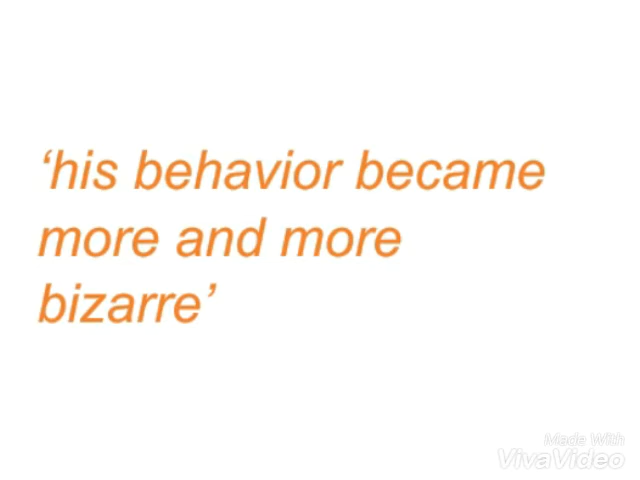 ‘his behavior became
more and more
bizarre’
Made With
VivaVideo